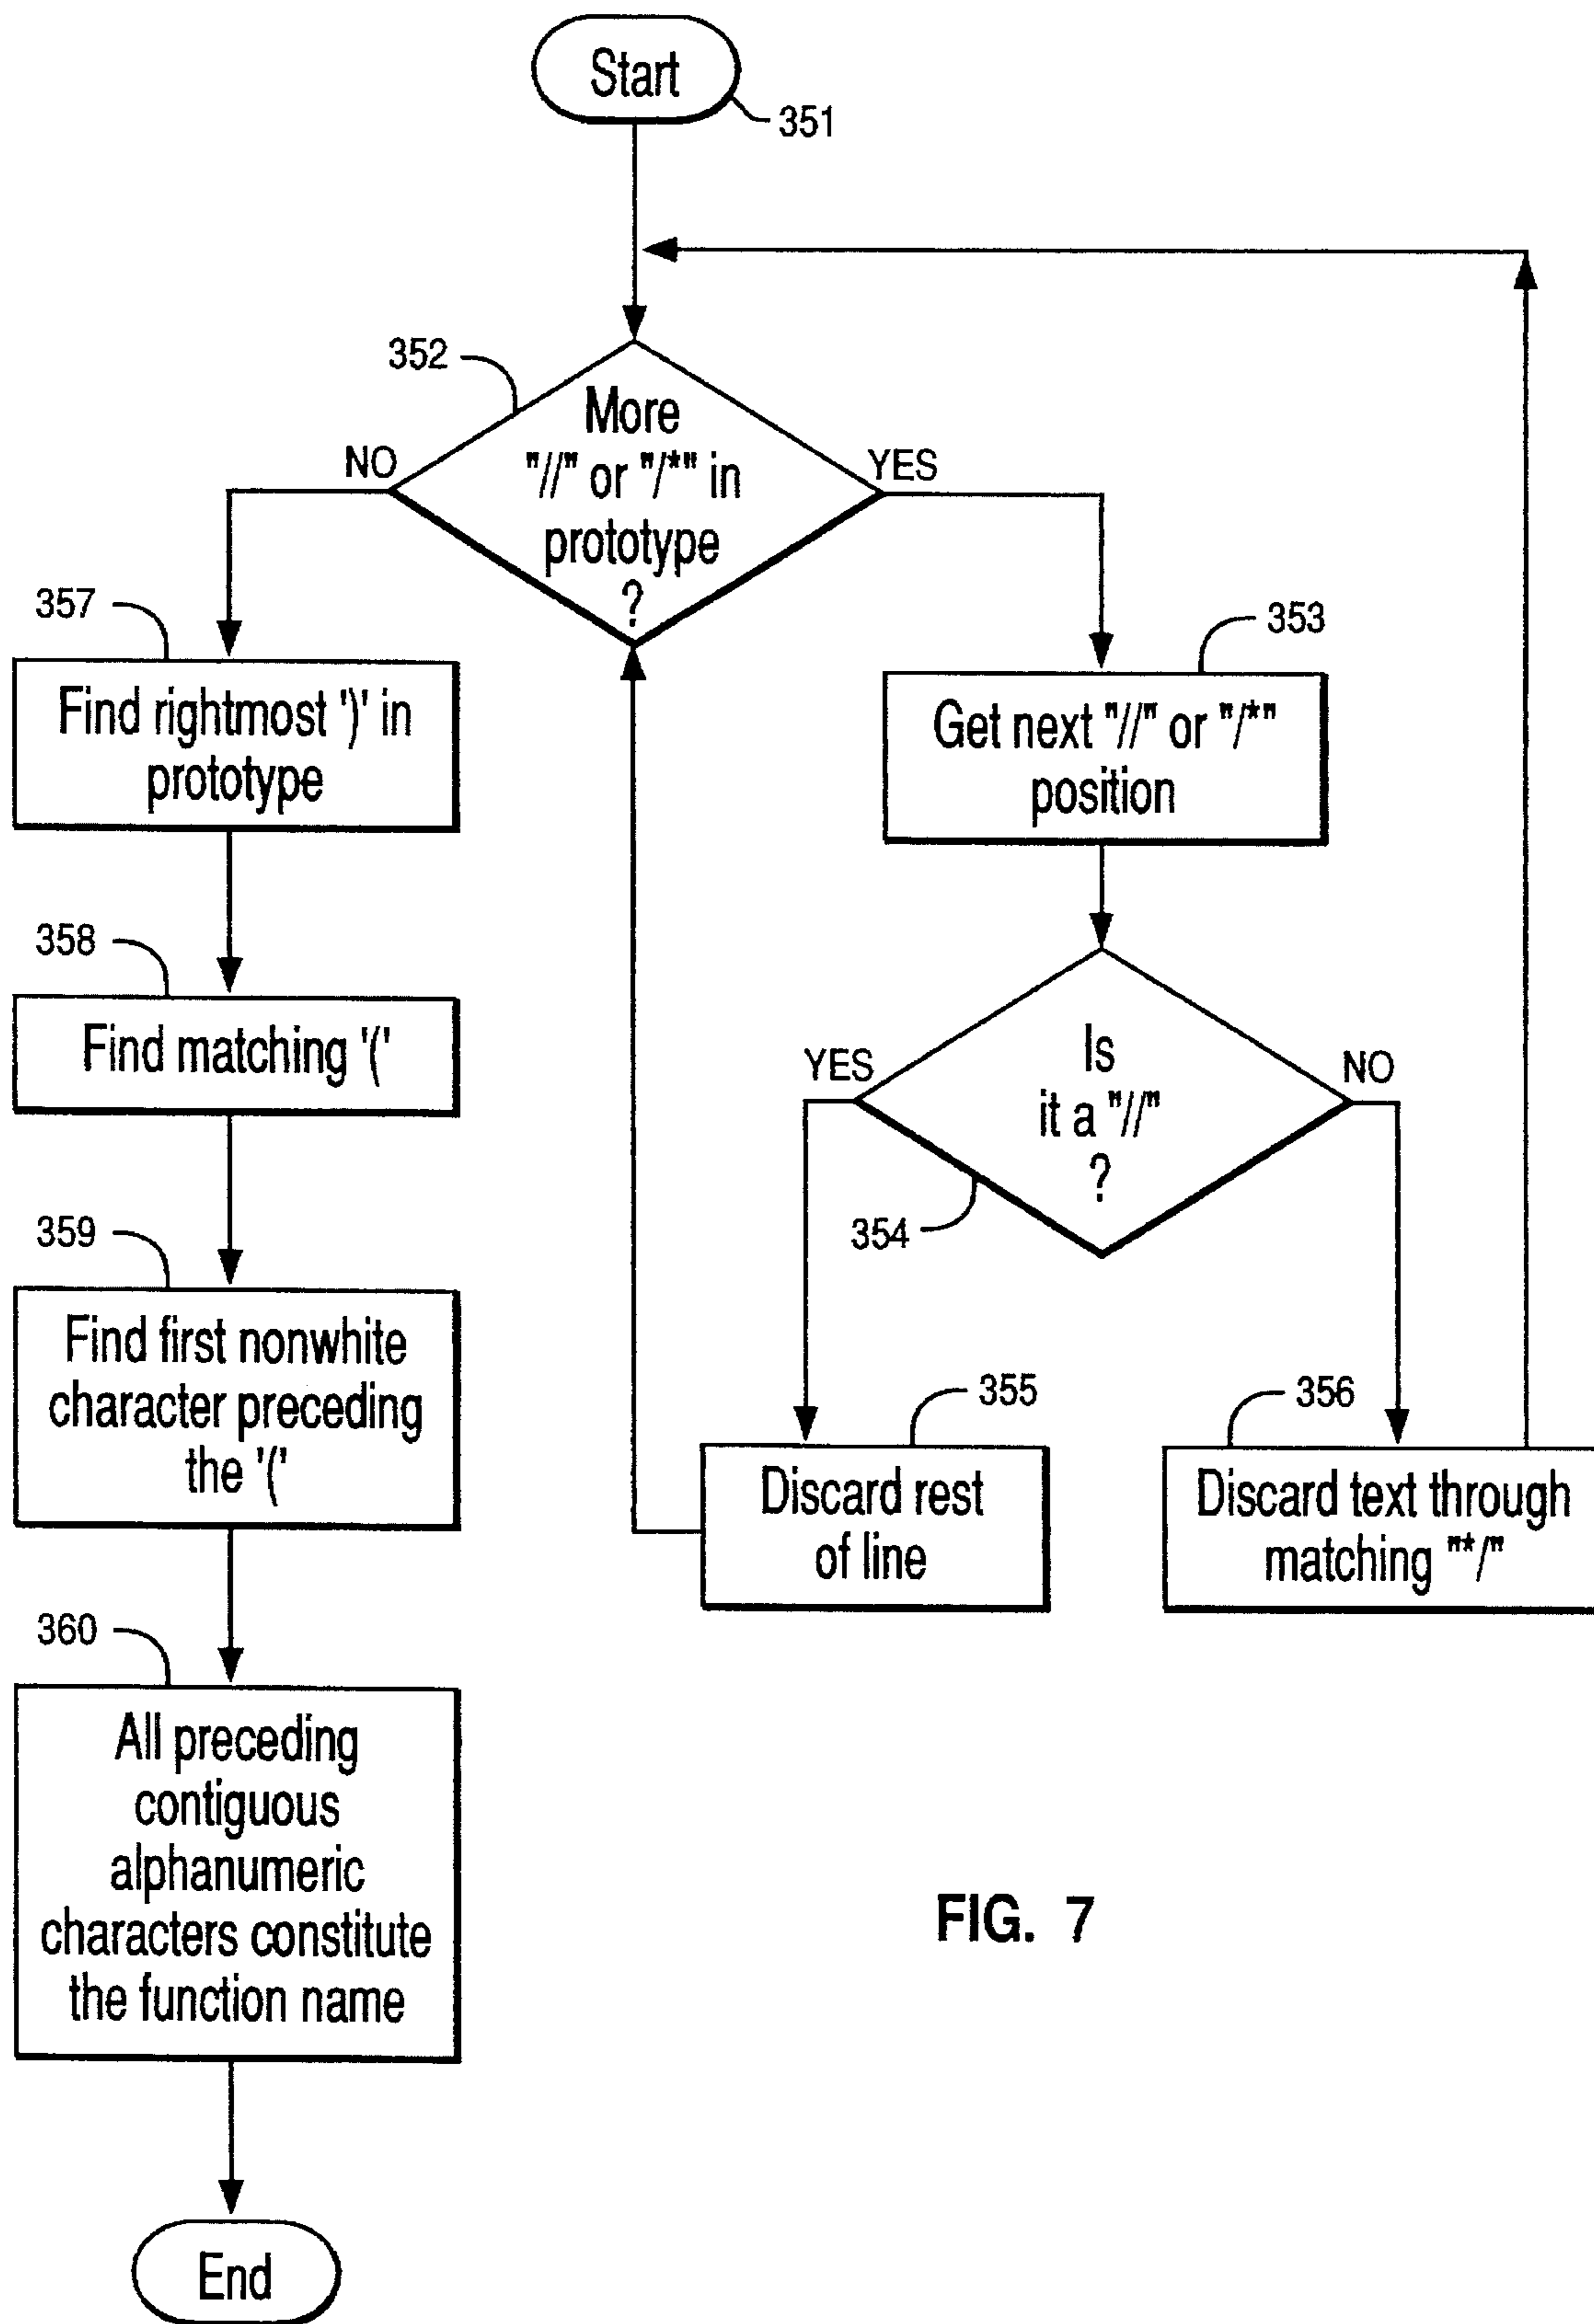 Start
351
352
More
"//" or "/*" in
prototype
?
NO
YES
357
Find rightmost ')' in
prototype
353
Get next "//" or "/*"
position
358
Find matching '('
YES
Is
it a "//"
?
NO
354
359
Find first nonwhite
character preceding
the '('
355
Discard rest
of line
356
Discard text through
matching "*/"
360
All preceding
contiguous
alphanumeric
characters constitute
the function name
FIG. 7
End